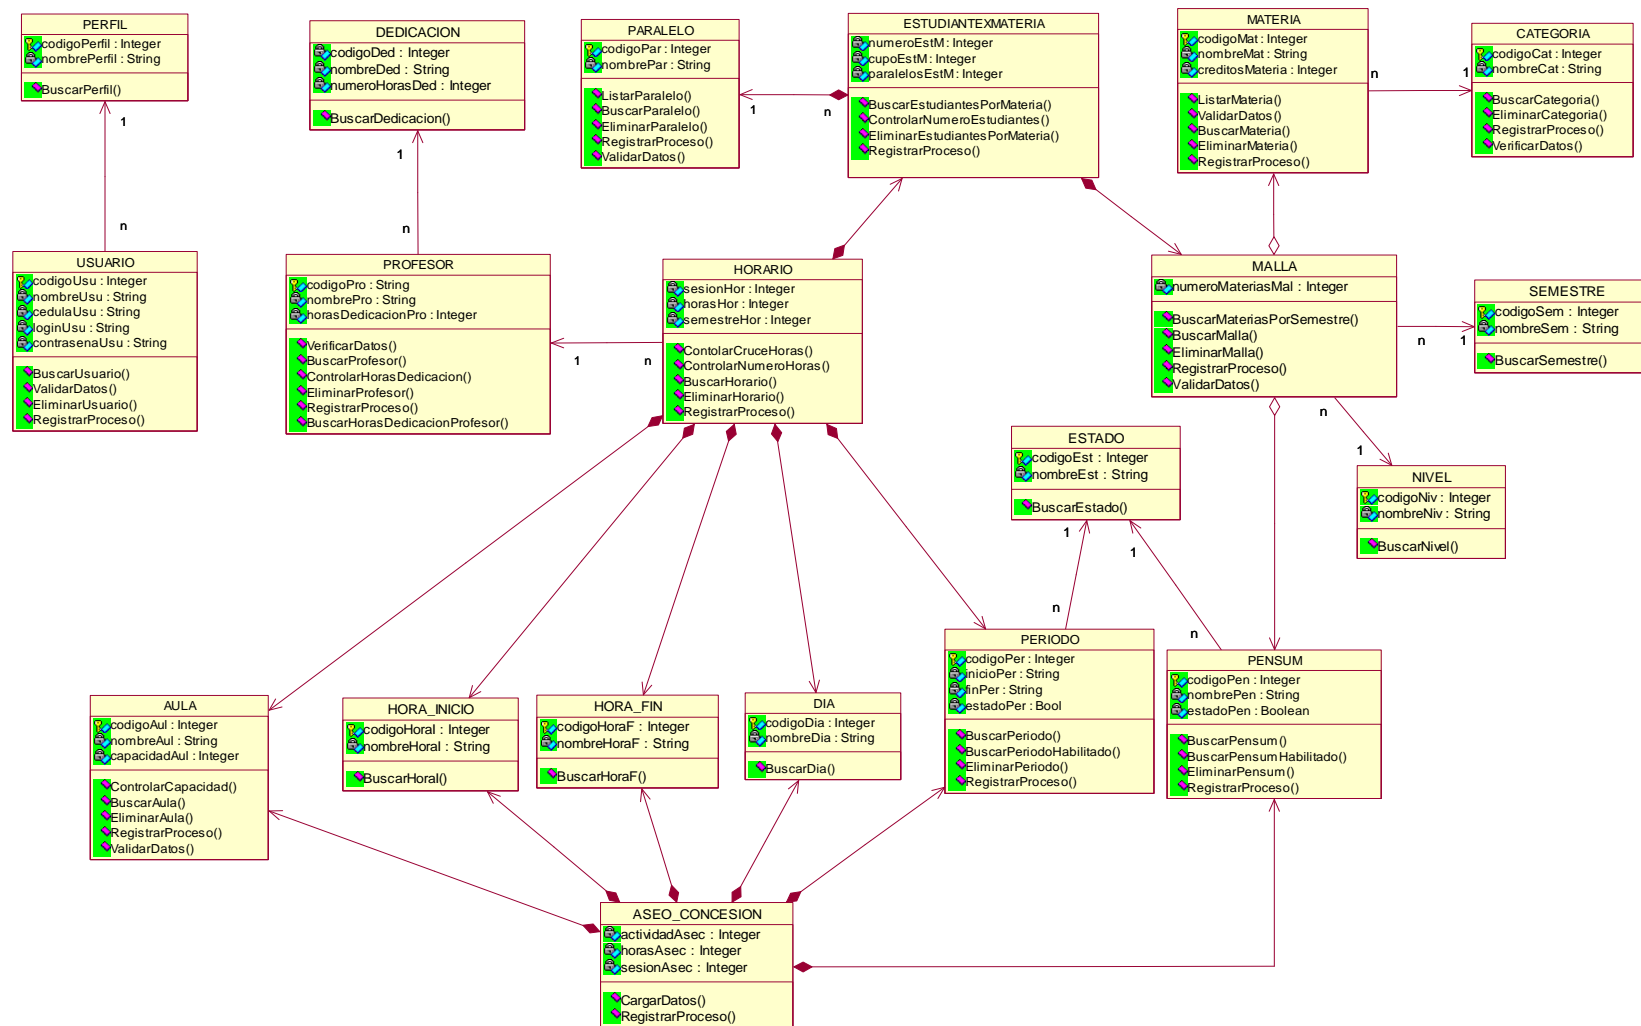 PERFIL
codigoPerfil : Integer
nombrePerfil : String
BuscarPerfil()
1
n
USUARIO
codigoUsu : Integer
nombreUsu : String
cedulaUsu : String
loginUsu : String
contrasenaUsu : String
BuscarUsuario()
ValidarDatos()
EliminarUsuario()
RegistrarProceso()
DEDICACION
codigoDed : Integer
nombreDed : String
numeroHorasDed : Integer
BuscarDedicacion()
1
n
PROFESOR
codigoPro : String
nombrePro : String
horasDedicacionPro : Integer
VerificarDatos()
BuscarProfesor()
ControlarHorasDedicacion()
EliminarProfesor()
RegistrarProceso()
BuscarHorasDedicacionProfesor()
1
n
PARALELO
codigoPar : Integer
nombrePar : String
ListarParalelo()
BuscarParalelo()
EliminarParalelo()
RegistrarProceso()
ValidarDatos()
1
n
ESTUDIANTEXMATERIA
numeroEstM: Integer
cupoEstM : Integer
paralelosEstM: Integer
BuscarEstudiantesPorMateria()
ControlarNumeroEstudiantes()
EliminarEstudiantesPorMateria()
RegistrarProceso()
MATERIA
codigoMat : Integer
nombreMat : String
creditosMateria : Integer
ListarMateria()
ValidarDatos()
BuscarMateria()
EliminarMateria()
RegistrarProceso()
n
1
CATEGORIA
codigoCat : Integer
nombreCat : String
BuscarCategoria()
EliminarCategoria()
RegistrarProceso()
VerificarDatos()
HORARIO
sesionHor : Integer
horasHor : Integer
semestreHor : Integer
ContolarCruceHoras()
ControlarNumeroHoras()
BuscarHorario()
EliminarHorario()
RegistrarProceso()
MALLA
numeroMateriasMal : Integer
BuscarMateriasPorSemestre()
BuscarMalla()
EliminarMalla()
RegistrarProceso()
ValidarDatos()
n
1
SEMESTRE
codigoSem : Integer
nombreSem : String
BuscarSemestre()
n
1
NIVEL
codigoNiv : Integer
nombreNiv : String
BuscarNivel()
ESTADO
codigoEst : Integer
nombreEst : String
BuscarEstado()
1
1
n
n
PERIODO
codigoPer : Integer
inicioPer : String
finPer : String
estadoPer : Bool
BuscarPeriodo()
BuscarPeriodoHabilitado()
EliminarPeriodo()
RegistrarProceso()
PENSUM
codigoPen : Integer
nombrePen : String
estadoPen : Boolean
BuscarPensum()
BuscarPensumHabilitado()
EliminarPensum()
RegistrarProceso()
AULA
codigoAul : Integer
nombreAul : String
capacidadAul : Integer
ControlarCapacidad()
BuscarAula()
EliminarAula()
RegistrarProceso()
ValidarDatos()
HORA_INICIO
codigoHoraI : Integer
nombreHoraI : String
BuscarHoraI()
HORA_FIN
codigoHoraF : Integer
nombreHoraF : String
BuscarHoraF()
DIA
codigoDia : Integer
nombreDia : String
BuscarDia()
ASEO_CONCESION
actividadAsec : Integer
horasAsec : Integer
sesionAsec : Integer
CargarDatos()
RegistrarProceso()